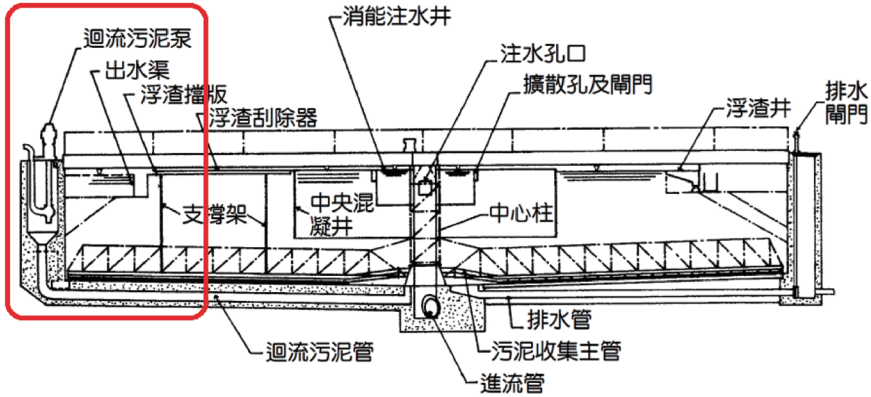 消能注水井
迴流污泥泵
注水孔口
出水渠
擴散孔及閘門
浮渣擋版
浮渣刮除器
浮渣井
排水
閘門
支撐架
中央混
凝井
中心柱
迴流污泥管
排水管
污泥收集主管
進流管